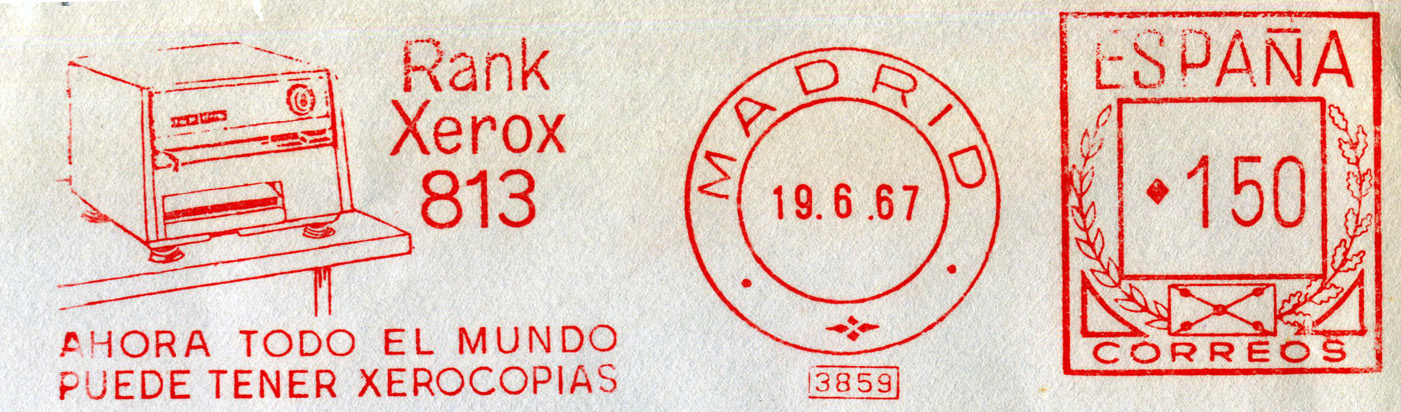 Rank
Xerox
813
AHORA TODO EL MUNDO
PUEDE TENER XEROCOPIAS
MADRID
19.6.67
3859
ESPAÑA
150
CORREOS